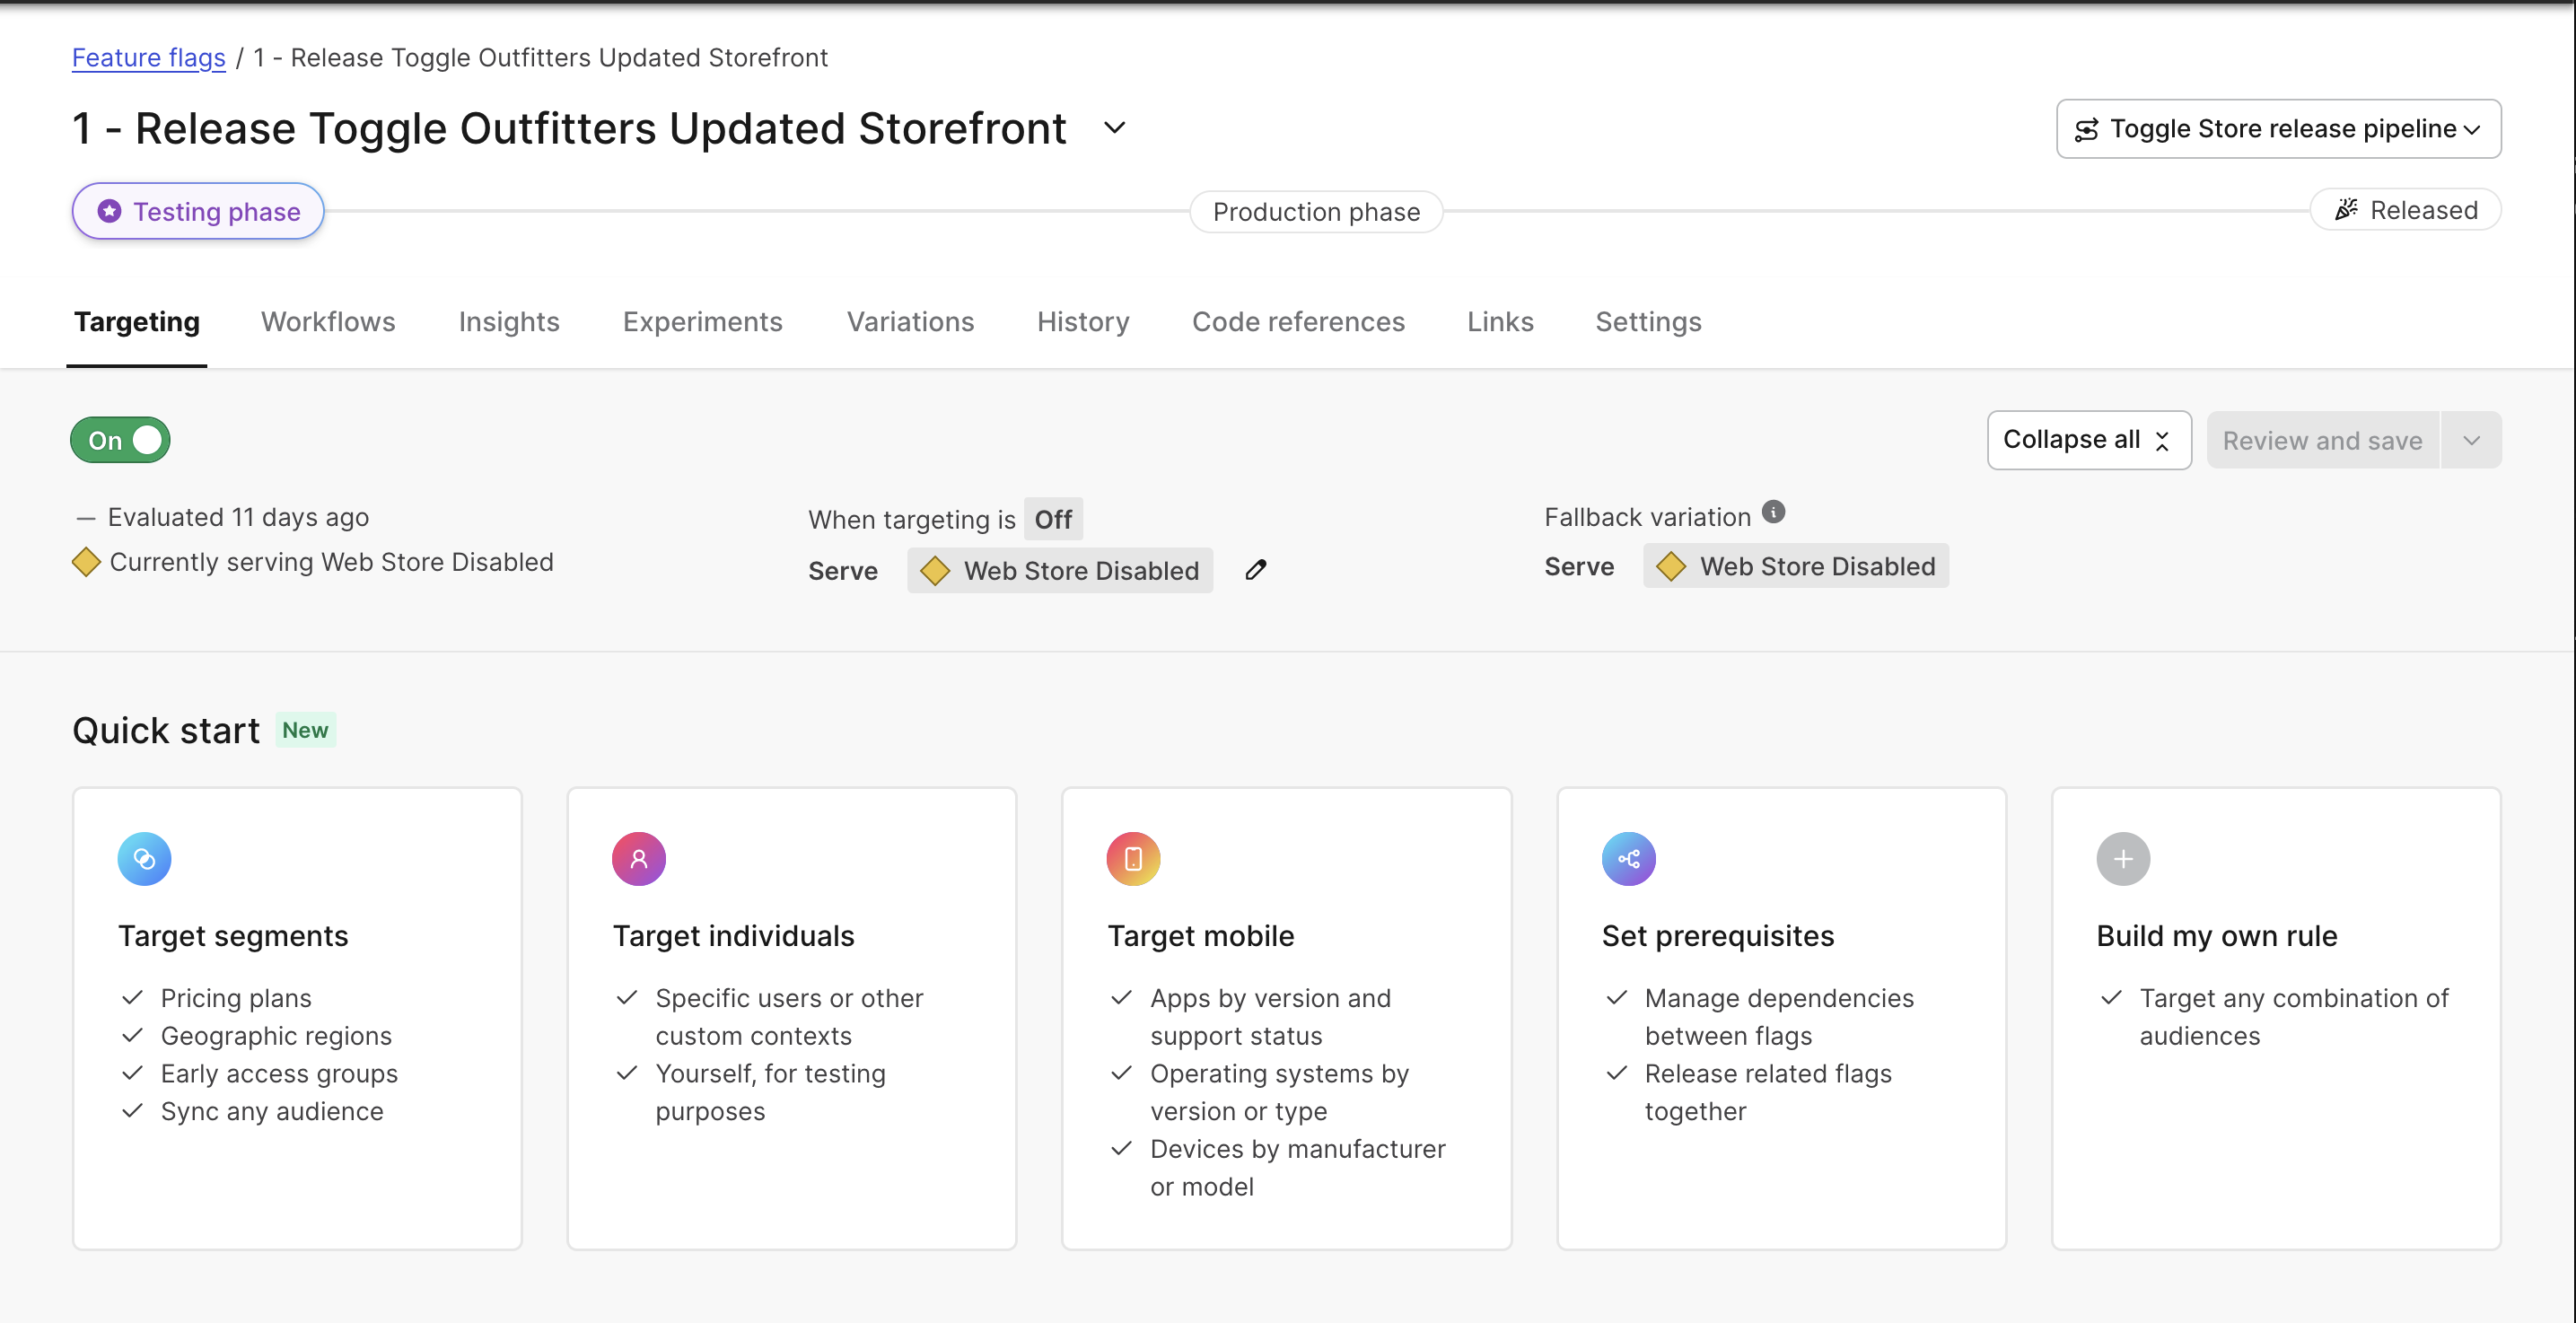 Feature flags / 1 - Release Toggle Outfitters Updated Storefront
1 - Release Toggle Outfitters Updated Storefront
Toggle Store release pipeline
Testing phase
Production phase
Released
Targeting
Workflows
Insights
Experiments
Variations
History
Code references
Links
Settings
On
Collapse all
Review and save
Evaluated 11 days ago
Currently serving Web Store Disabled
When targeting is Off
Serve Web Store Disabled
Fallback variation
Serve Web Store Disabled
Quick start New
Target segments
Pricing plans
Geographic regions
Early access groups
Sync any audience
Target individuals
Specific users or other
custom contexts
Yourself, for testing
purposes
Target mobile
Apps by version and
support status
Operating systems by
version or type
Devices by manufacturer
or model
Set prerequisites
Manage dependencies
between flags
Release related flags
together
Build my own rule
Target any combination of
audiences